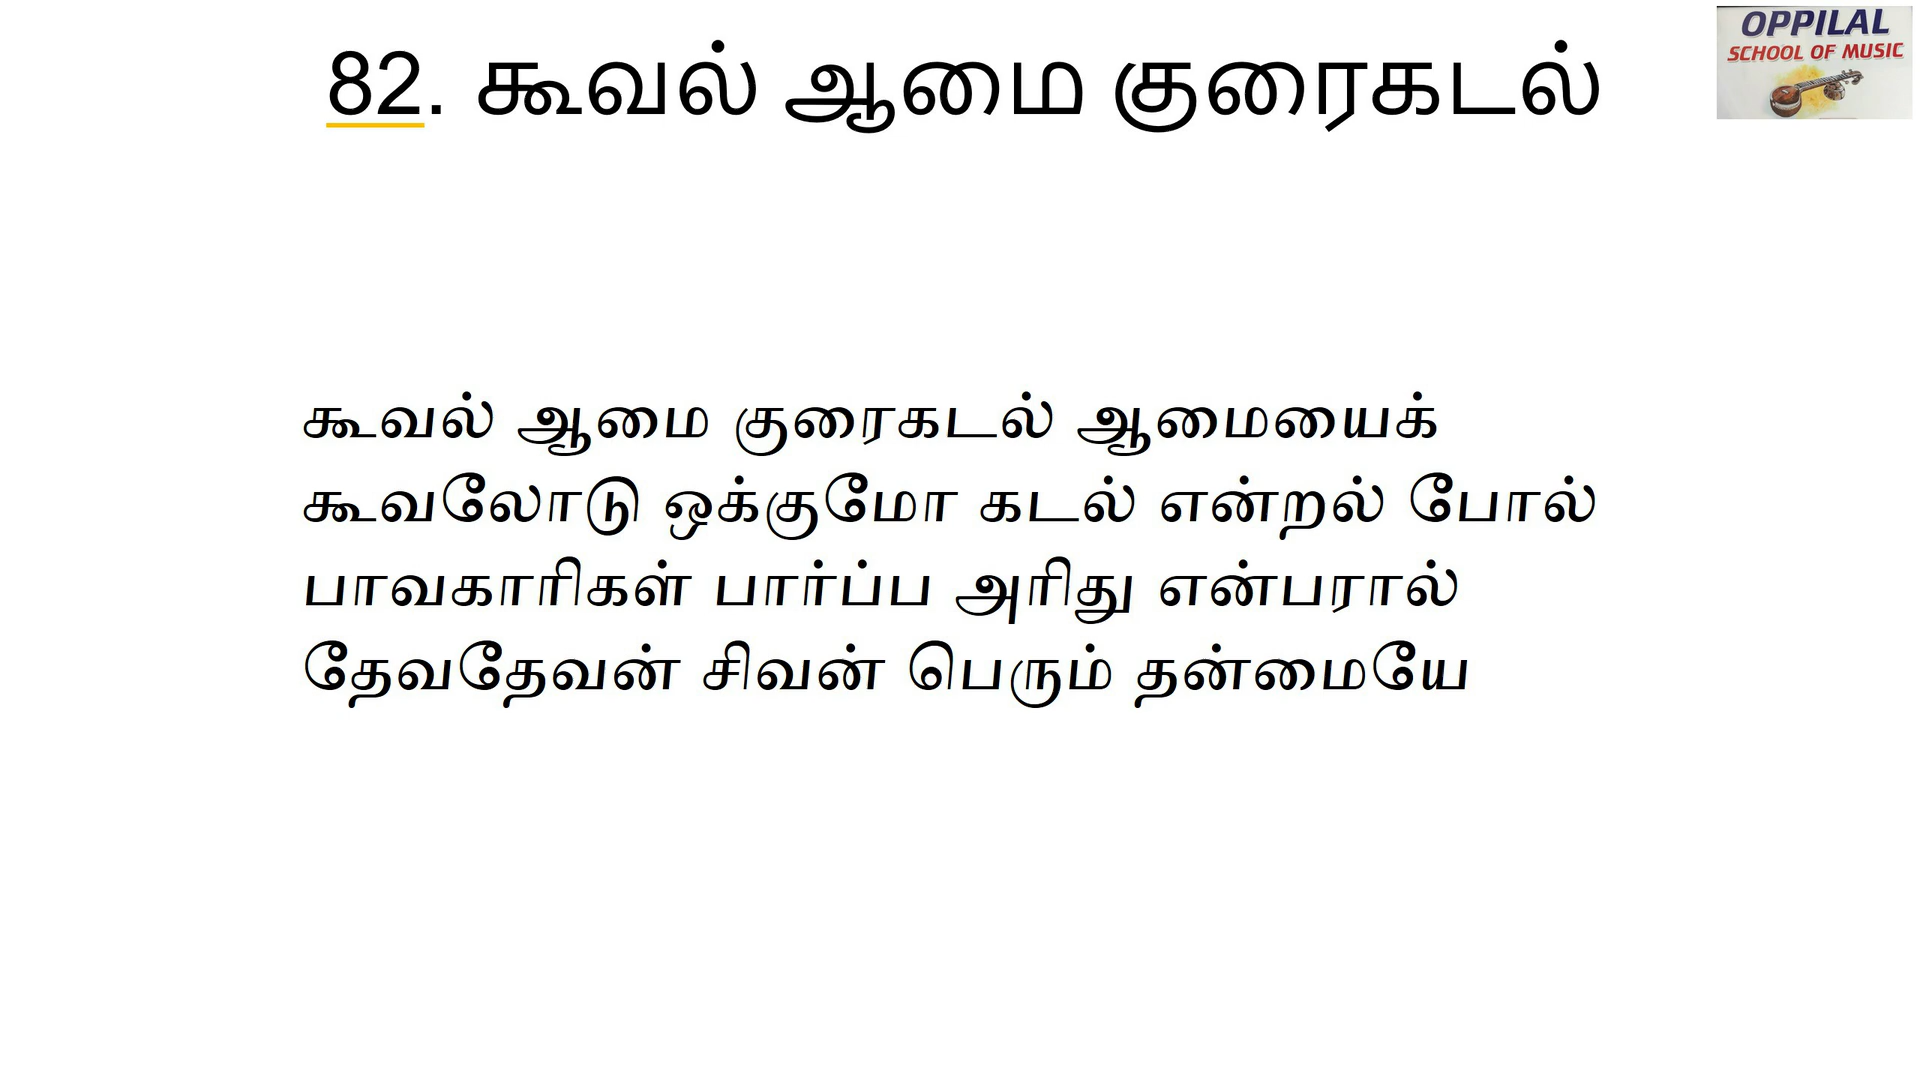 82. கூவல் ஆமை குரைகடல்
OPPILAL
SCHOOL OF MUSIC
கூவல் ஆமை குரைகடல் ஆமையைக்
கூவலோடு ஒக்குமோ கடல் என்றல் போல்
பாவகாரிகள் பார்ப்ப அரிது என்பரால்
தேவதேவன் சிவன் பெரும் தன்மையே